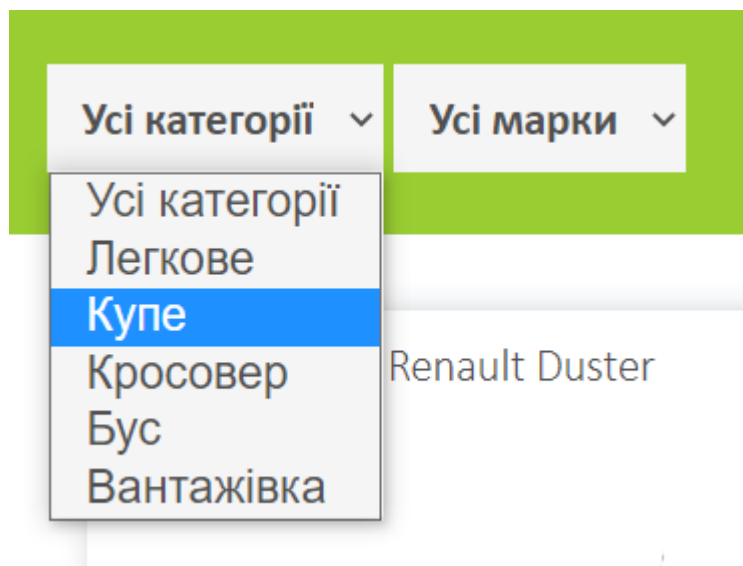 Усі категорії Усі марки
Усі категорії
Легкове
Купе
Кросовер
Renault Duster
Бус
Вантажівка